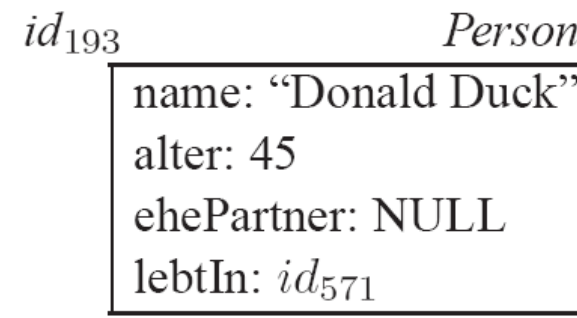 id₁₉₃ Person
name: “Donald Duck”
alter: 45
ehePartner: NULL
lebtIn: id₅₇₁